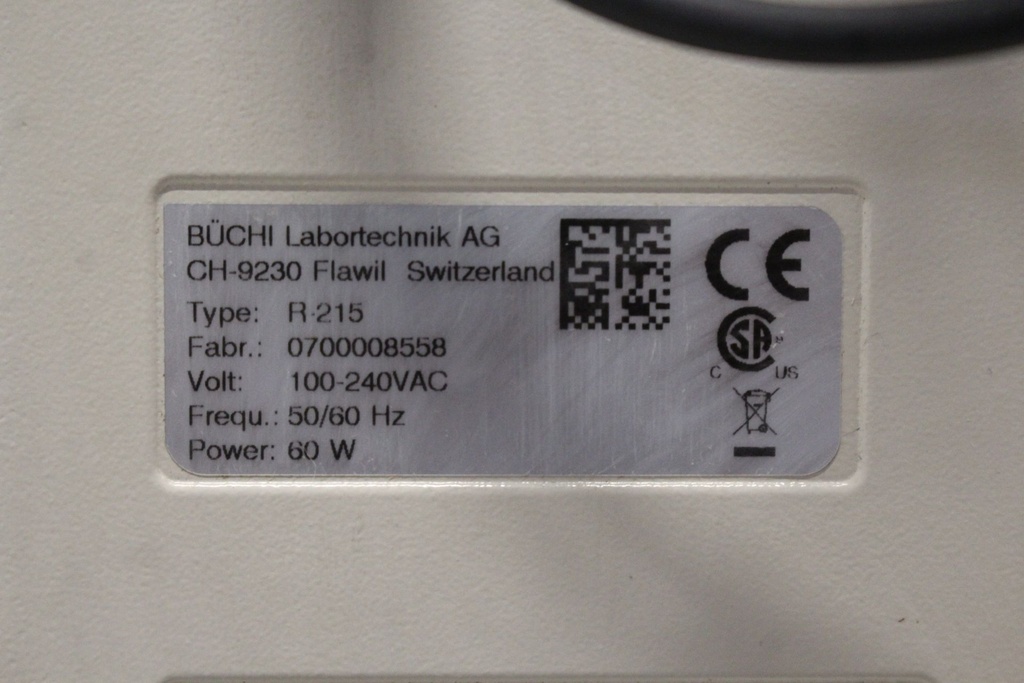 BÜCHI Labortechnik AG
CH-9230 Flawil Switzerland
Type: R-215
Fabr.: 0700008558
Volt: 100-240VAC
Frequ.: 50/60 Hz
Power: 60 W
CE
SA
C US